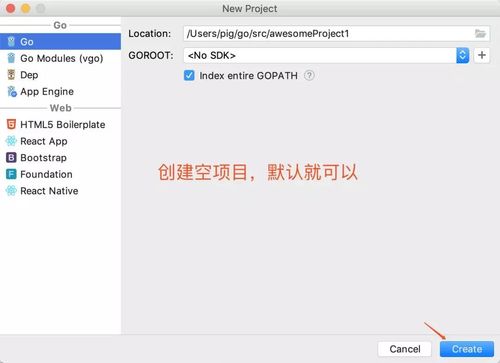 New Project
Go
Go
Go Modules (vgo)
Dep
App Engine
Web
HTML5 Boilerplate
React App
Bootstrap
Foundation
React Native
Location: /Users/pig/go/src/awesomeProject1
GOROOT: <No SDK>
Index entire GOPATH ?
创建空项目，默认就可以
Cancel Create